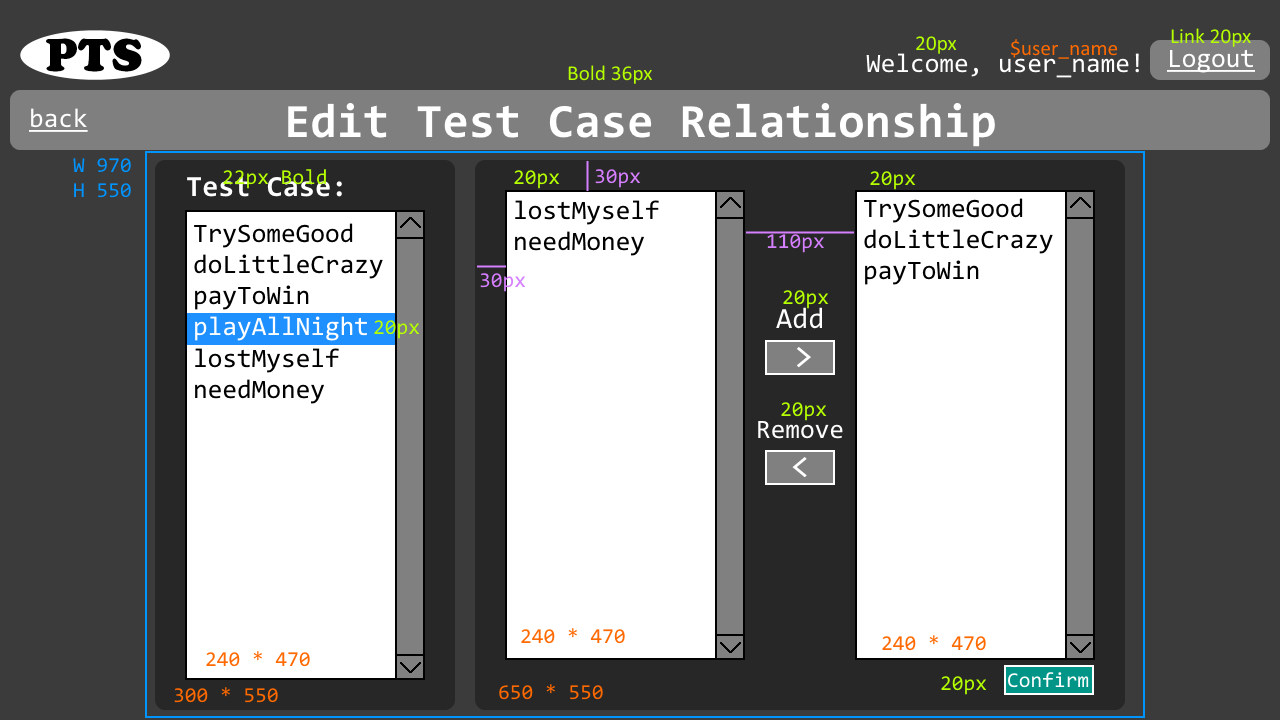 PTS
20px
$user_name
Link 20px
Welcome, user_name!
Logout
Bold 36px
back
Edit Test Case Relationship
W 970
H 550
22px Bold
Test Case:
TrySomeGood
doLittleCrazy
payToWin
playAllNight 20px
lostMyself
needMoney
240 * 470
300 * 550
20px
30px
lostMyself
needMoney
30px
240 * 470
650 * 550
110px
20px
Add
>
20px
Remove
<
20px
TrySomeGood
doLittleCrazy
payToWin
240 * 470
20px
Confirm